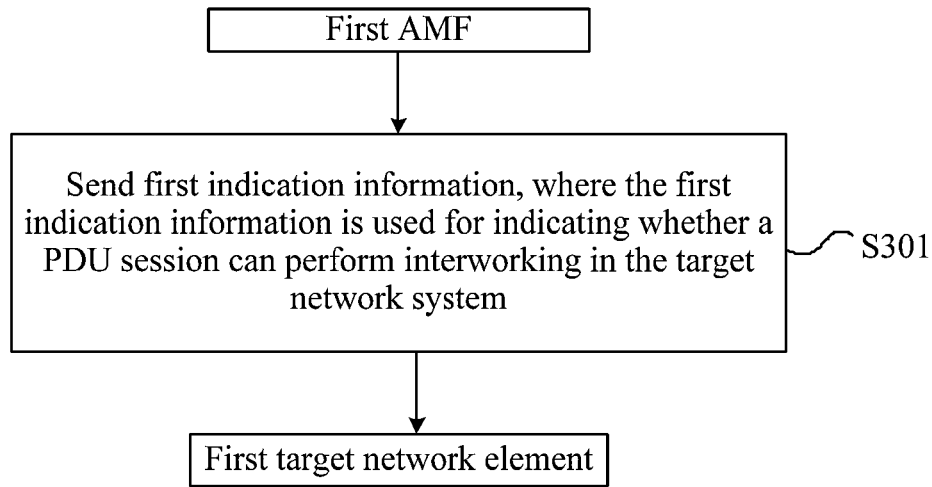 First AMF
Send first indication information, where the first
indication information is used for indicating whether a
PDU session can perform interworking in the target
network system
S301
First target network element